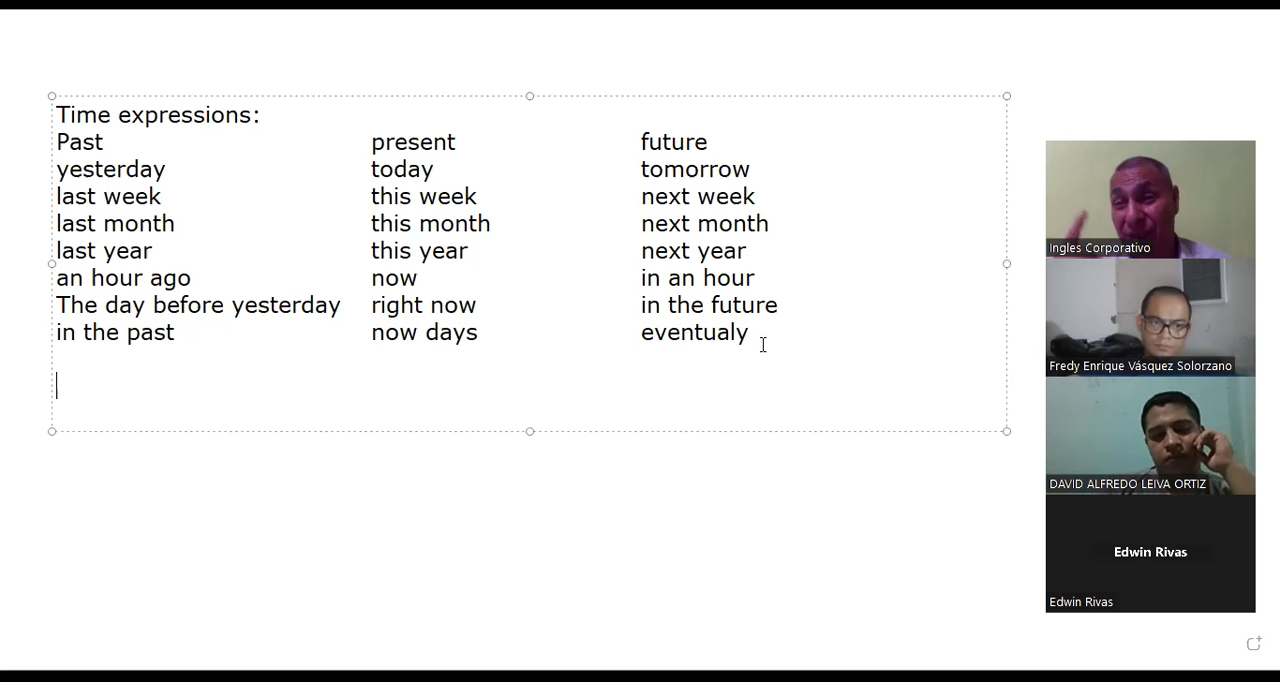 Time expressions:
Past present future
yesterday today tomorrow
last week this week next week
last month this month next month
last year this year next year
an hour ago now in an hour
The day before yesterday right now in the future
in the past now days eventualy
Ingles Corporativo
Fredy Enrique Vásquez Solorzano
DAVID ALFREDO LEIVA ORTIZ
Edwin Rivas
Edwin Rivas